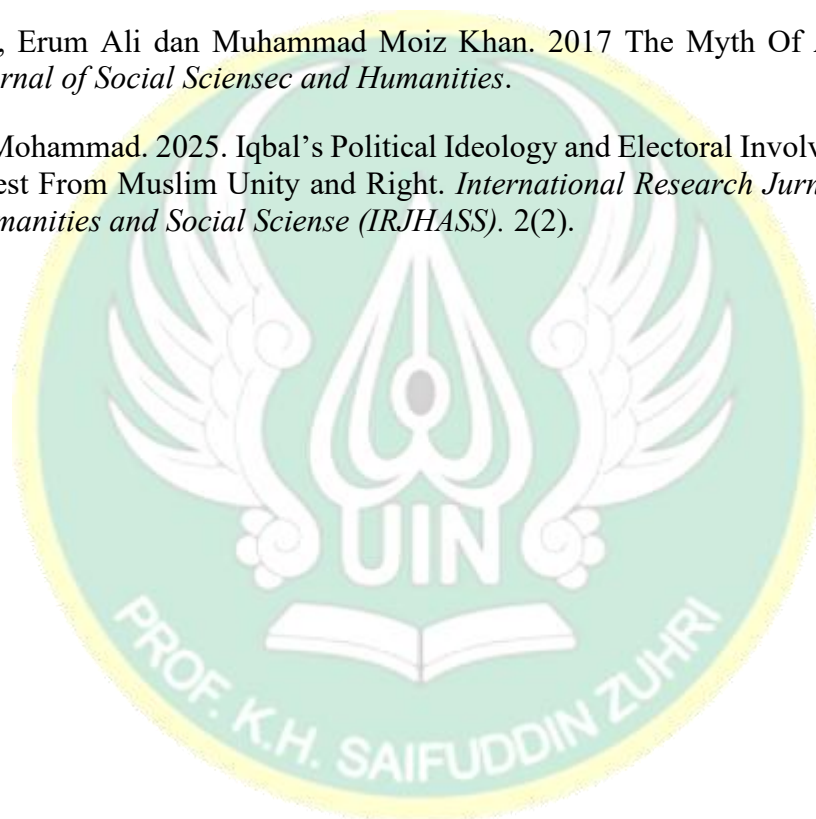 , Erum Ali dan Muhammad Moiz Khan. 2017 The Myth Of
rnal of Social Sciensec and Humanities.
Mohammad. 2025. Iqbal’s Political Ideology and Electoral
est From Muslim Unity and Right. International Research Jurn
manities and Social Sciense (IRJHASS). 2(2).
UIN
PROF. K.H. SAIFUDDIN ZUHRI